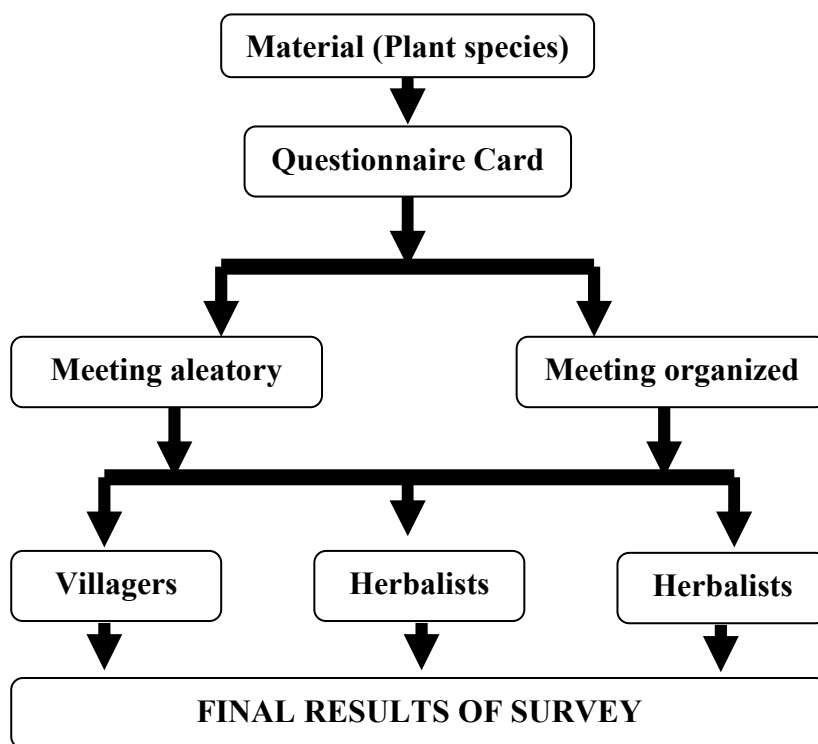 Material (Plant species)
Questionnaire Card
Meeting aleatory
Meeting organized
Villagers
Herbalists
Herbalists
FINAL RESULTS OF SURVEY